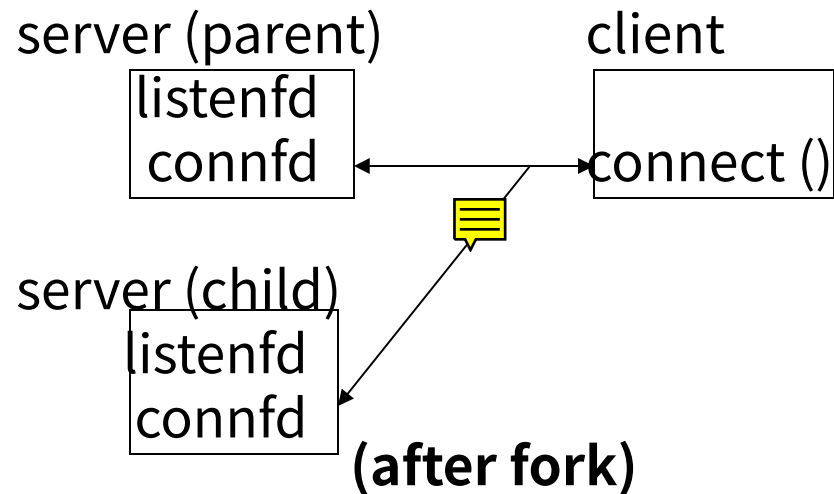 server (parent)
client
listenfd
connfd
connect ()
server (child)
listenfd
connfd
(after fork)